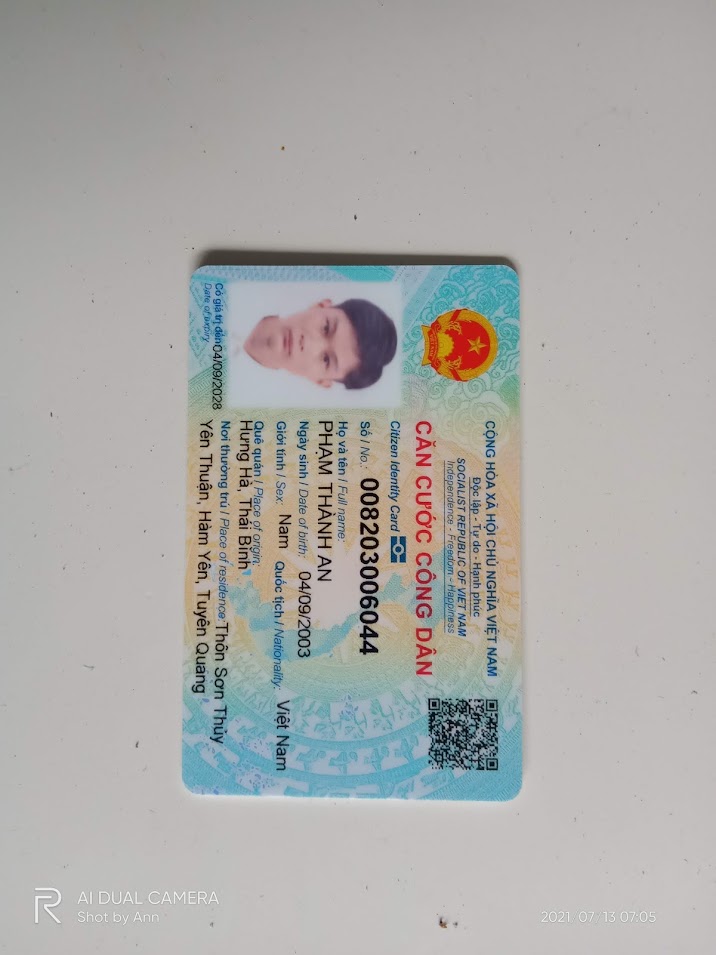 CỘNG HÒA XÃ HỘI CHỦ NGHĨA VIỆT NAM
Độc lập - Tự do - Hạnh phúc
SOCIALIST REPUBLIC OF VIET NAM
Independence - Freedom - Happiness
CĂN CƯỚC CÔNG DÂN
Citizen Identity Card
Số / No.: 008203006044
Họ và tên / Full name:
PHẠM THÀNH AN
Ngày sinh / Date of birth: 04/09/2003
Giới tính / Sex: Nam Quốc tịch / Nationality: Việt Nam
Quê quán / Place of origin:
Hưng Hà, Thái Bình
Nơi thường trú / Place of residence: Thôn Sơn Thủy
Yên Thuận, Hàm Yên, Tuyên Quang
Có giá trị đến 04/09/2028
Date of expiry
AI DUAL CAMERA
Shot by Ann
2021. 07/ 13 07:05